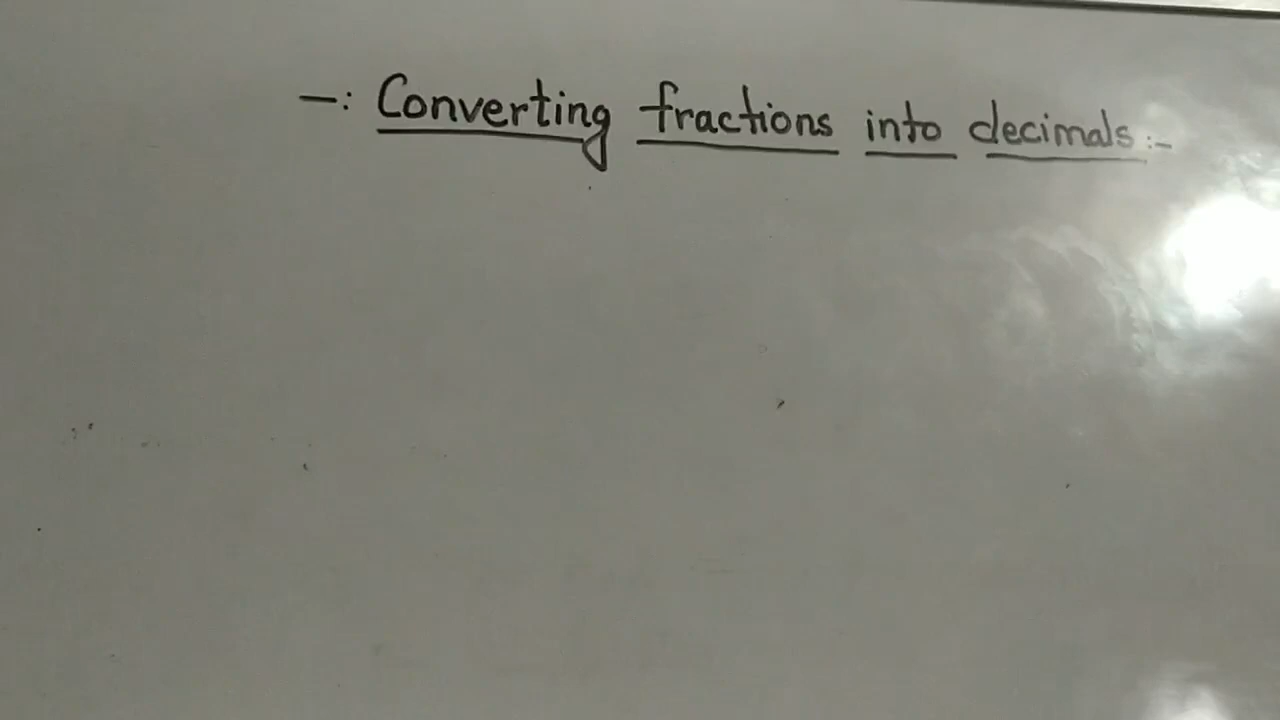 -: Converting fractions into decimals :-